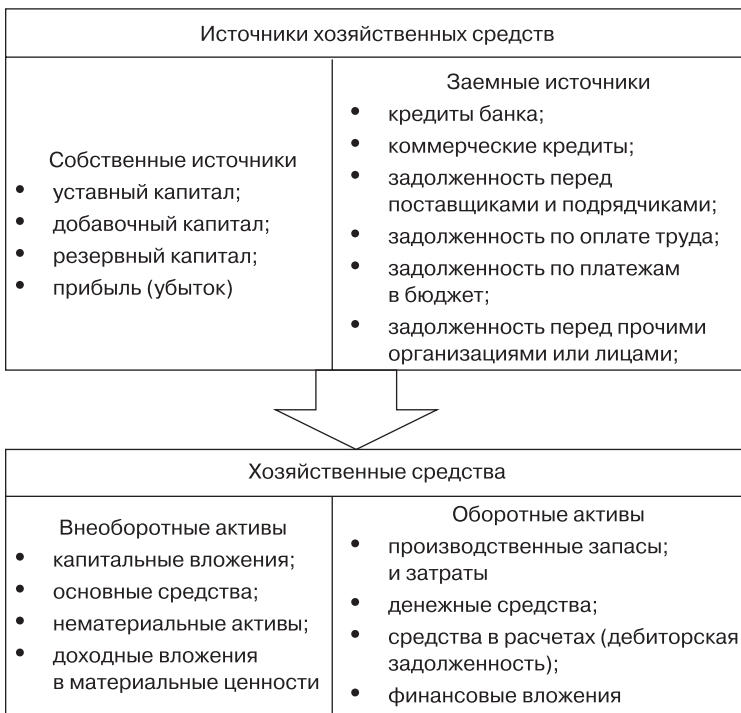 Источники хозяйственных средств
Собственные источники
• уставный капитал;
• добавочный капитал;
• резервный капитал;
• прибыль (убыток)
Заемные источники
• кредиты банка;
• коммерческие кредиты;
• задолженность перед
поставщиками и подрядчиками;
• задолженность по оплате труда;
• задолженность по платежам
в бюджет;
• задолженность перед прочими
организациями или лицами;
Хозяйственные средства
Внеоборотные активы
• капитальные вложения;
• основные средства;
• нематериальные активы;
• доходные вложения
в материальные ценности
Оборотные активы
• производственные запасы;
и затраты
• денежные средства;
• средства в расчетах (дебиторская
задолженность);
• финансовые вложения